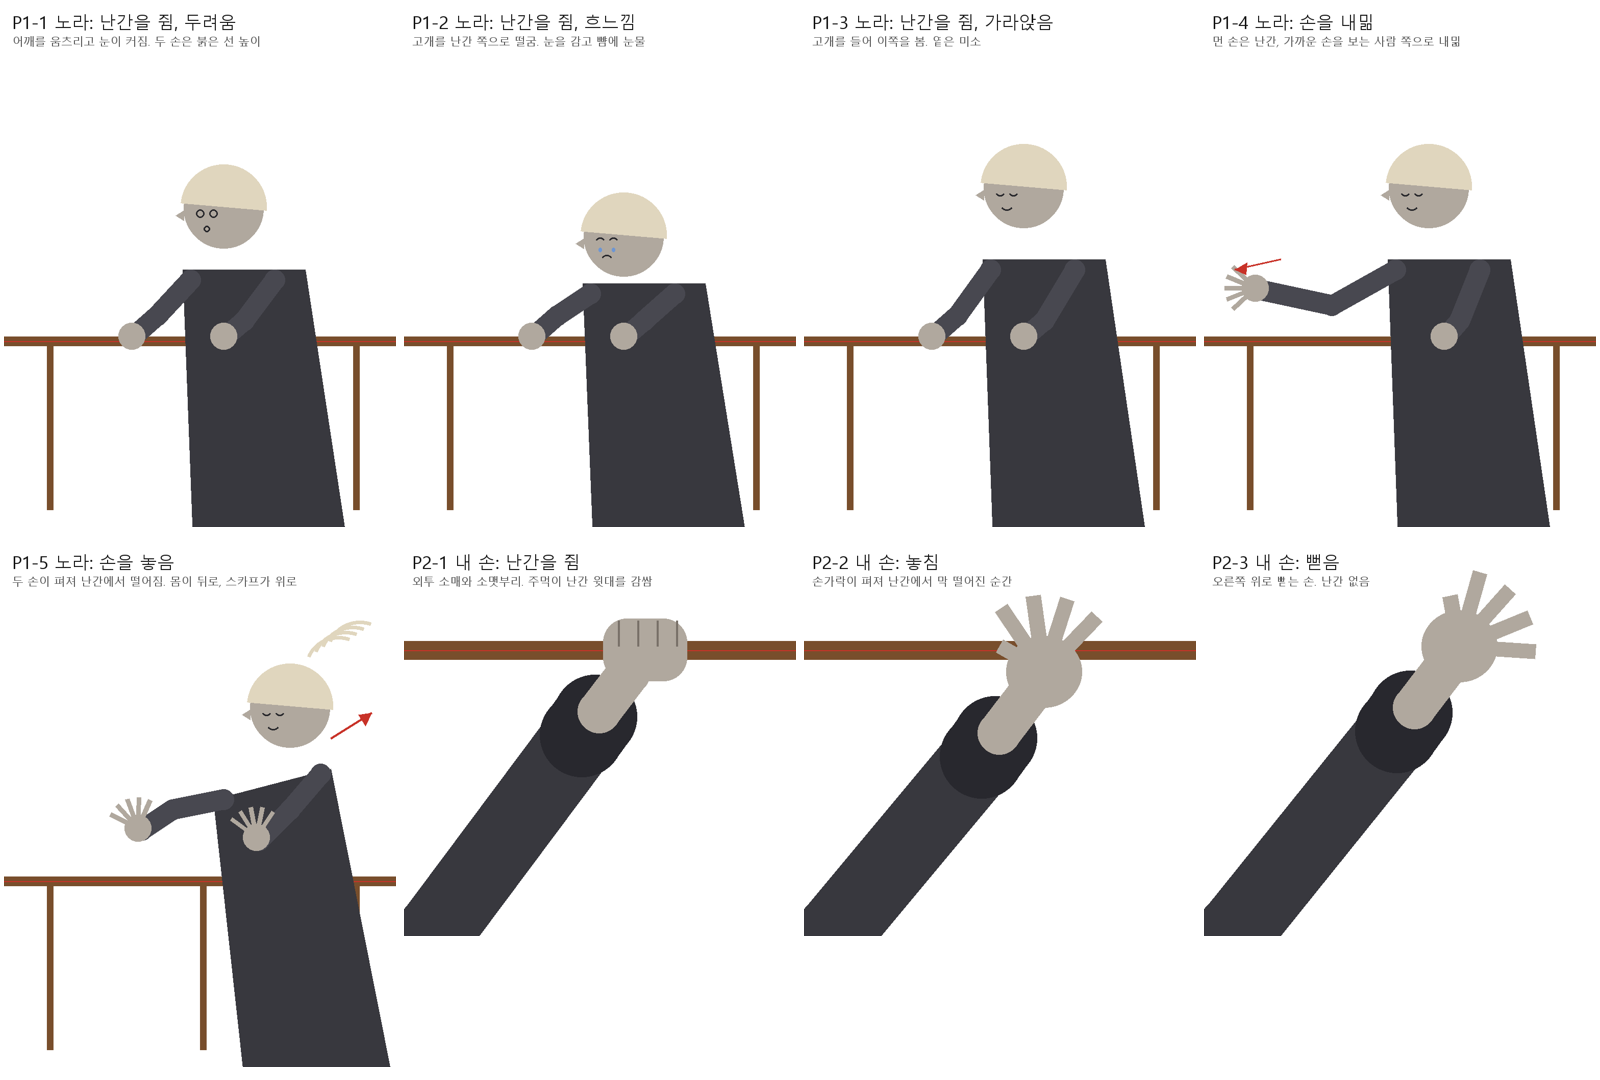 P1-1 노라: 난간을 쥠, 두려움
어깨를 움츠리고 눈이 커짐. 두 손은 붉은 선 높이
P1-2 노라: 난간을 쥠, 흐느낌
고개를 난간 쪽으로 떨굼. 눈을 감고 뺨에 눈물
P1-3 노라: 난간을 쥠, 가라앉음
고개를 들어 이쪽을 봄. 옅은 미소
P1-4 노라: 손을 내밂
먼 손은 난간, 가까운 손을 보는 사람 쪽으로 내밂
P1-5 노라: 손을 놓음
두 손이 펴져 난간에서 떨어짐. 몸이 뒤로, 스카프가 위로
P2-1 내 손: 난간을 쥠
외투 소매와 소맷부리. 주먹이 난간 윗대를 감쌈
P2-2 내 손: 놓침
손가락이 펴져 난간에서 막 떨어진 순간
P2-3 내 손: 뻗음
오른쪽 위로 뻗는 손. 난간 없음